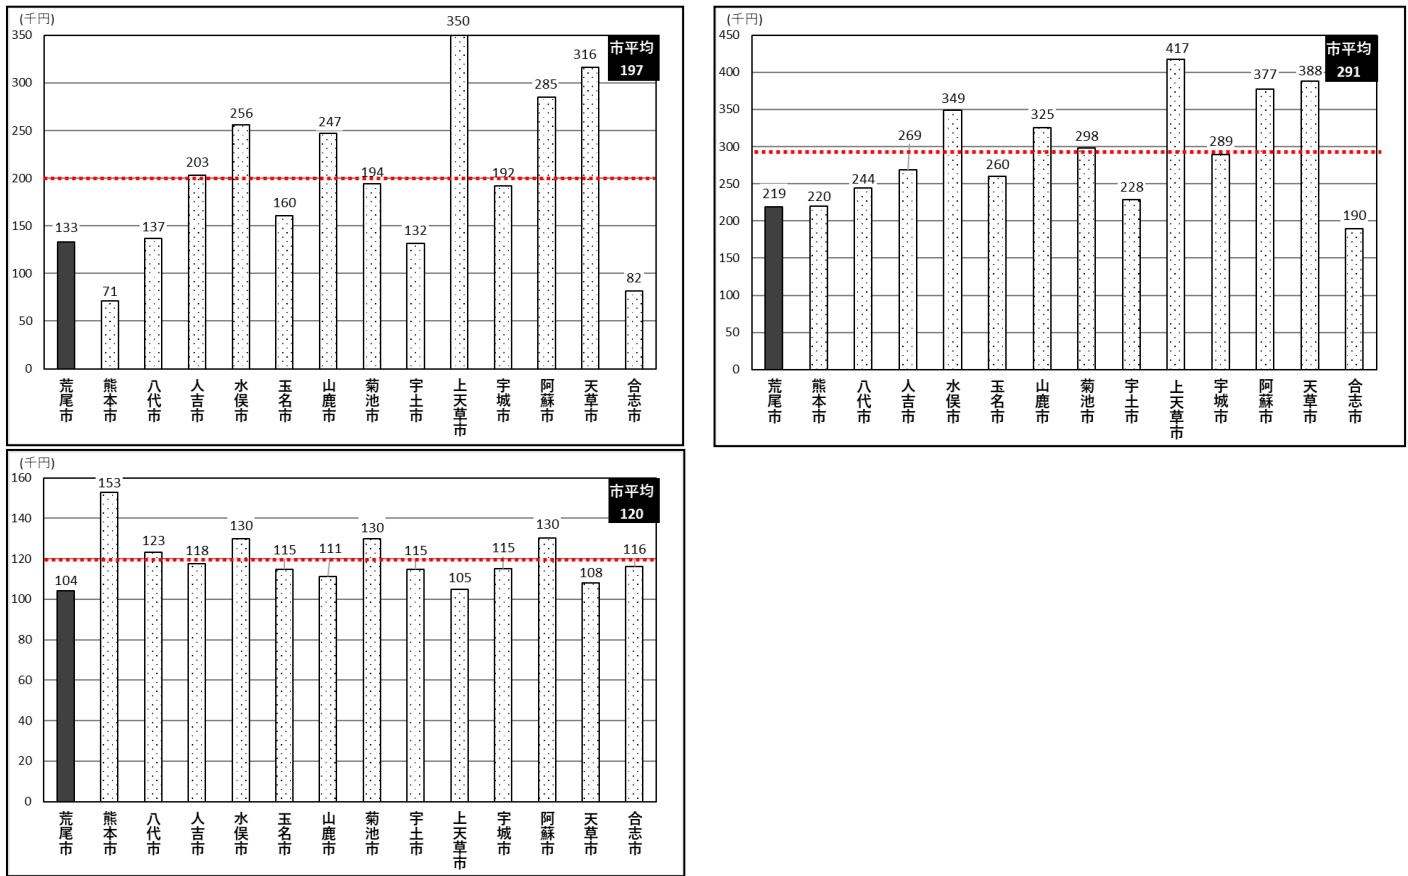 (千円)
350
300
250
200
150
100
50
0
市平均
197
133
71
137
203
256
160
247
194
132
350
192
285
316
82
荒尾市
熊本市
八代市
人吉市
水俣市
玉名市
山鹿市
菊池市
宇土市
上天草市
宇城市
阿蘇市
天草市
合志市
(千円)
450
400
350
300
250
200
150
100
50
0
市平均
291
219
220
244
269
349
260
325
298
228
417
289
377
388
190
荒尾市
熊本市
八代市
人吉市
水俣市
玉名市
山鹿市
菊池市
宇土市
上天草市
宇城市
阿蘇市
天草市
合志市
(千円)
160
140
120
100
80
60
40
20
0
市平均
120
104
153
123
118
130
115
111
130
115
105
115
130
108
116
荒尾市
熊本市
八代市
人吉市
水俣市
玉名市
山鹿市
菊池市
宇土市
上天草市
宇城市
阿蘇市
天草市
合志市